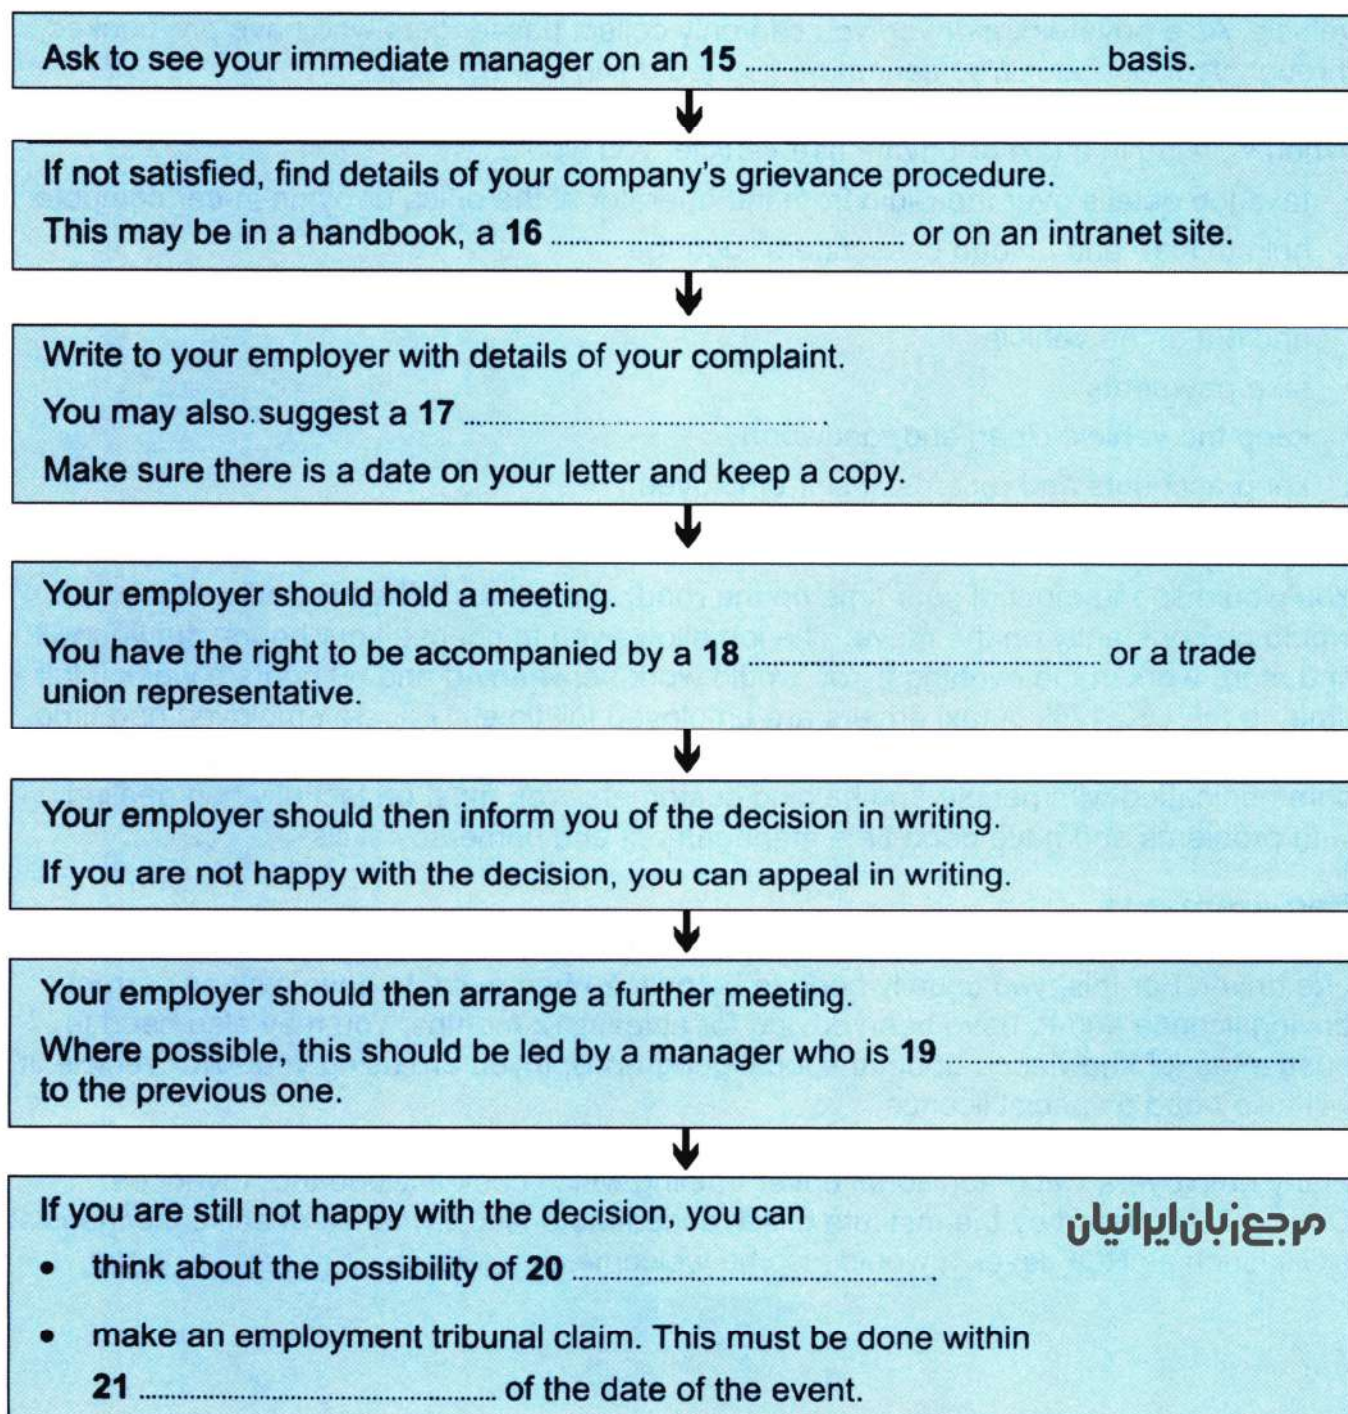 Ask to see your immediate manager on an 15 ........................................ basis.
If not satisfied, find details of your company's grievance procedure.
This may be in a handbook, a 16 ........................................ or on an intranet site.
Write to your employer with details of your complaint.
You may also suggest a 17 ........................................ .
Make sure there is a date on your letter and keep a copy.
Your employer should hold a meeting.
You have the right to be accompanied by a 18 ........................................ or a trade
union representative.
Your employer should then inform you of the decision in writing.
If you are not happy with the decision, you can appeal in writing.
Your employer should then arrange a further meeting.
Where possible, this should be led by a manager who is 19 ........................................
to the previous one.
If you are still not happy with the decision, you can
مرجع زبان ایرانیان
• think about the possibility of 20 ........................................ .
• make an employment tribunal claim. This must be done within
21 ........................................ of the date of the event.